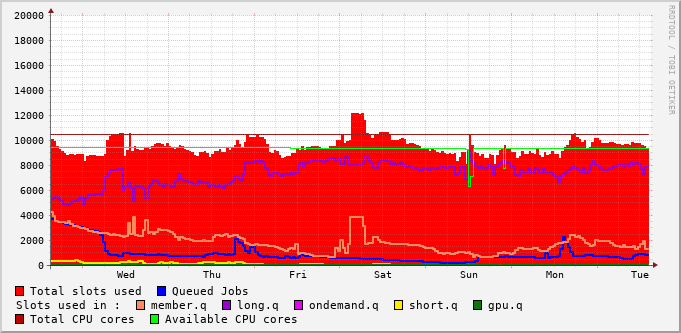 20000
18000
16000
14000
12000
10000
8000
6000
4000
2000
0
Wed Thu Fri Sat Sun Mon Tue
RRDTOOL / TOBI OETIKER
Total slots used Queued Jobs
Slots used in : member.q long.q ondemand.q short.q gpu.q
Total CPU cores Available CPU cores